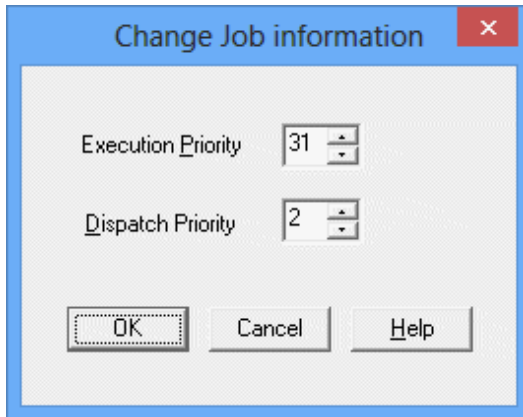 Change Job information
Execution Priority 31
Dispatch Priority 2
OK Cancel Help